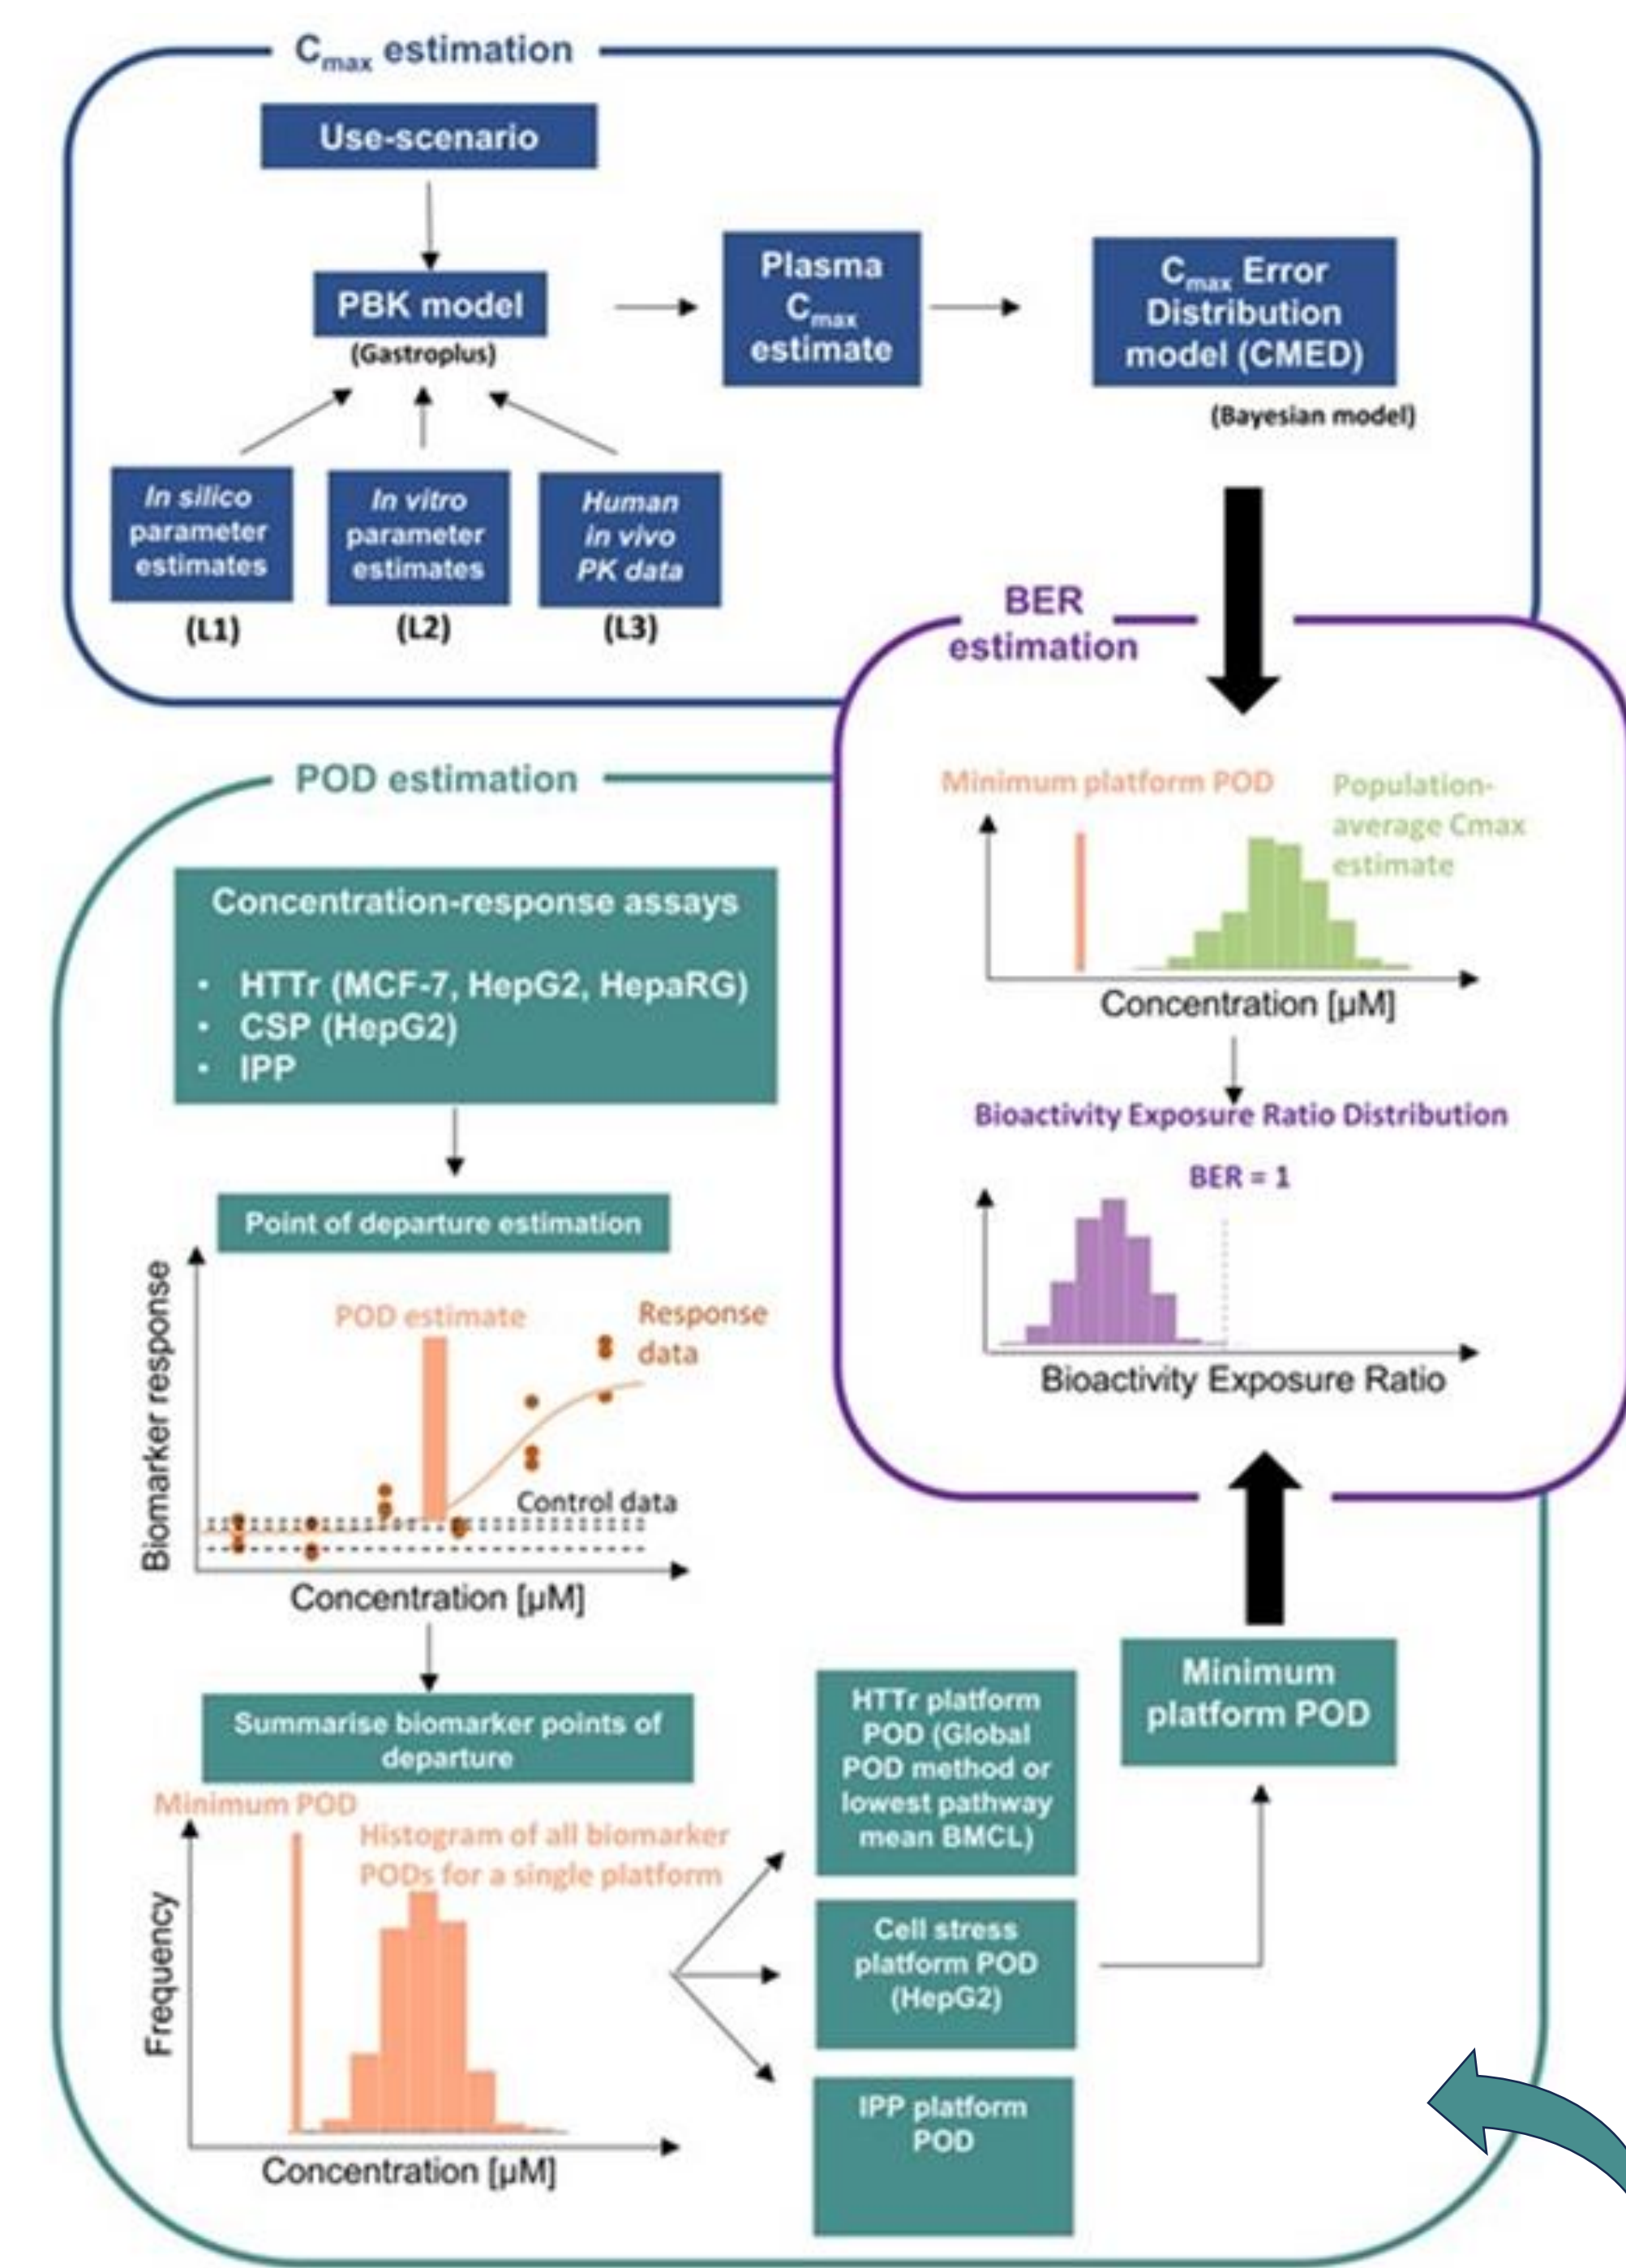 Cmax estimation
Use-scenario
PBK model
(Gastroplus)
Plasma
Cmax
estimate
Cmax Error
Distribution
model (CMED)
(Bayesian model)
In silico
parameter
estimates
(L1)
In vitro
parameter
estimates
(L2)
Human
in vivo
PK data
(L3)
BER
estimation
Minimum platform POD
Population-
average Cmax
estimate
Concentration [µM]
Bioactivity Exposure Ratio Distribution
BER = 1
Bioactivity Exposure Ratio
POD estimation
Concentration-response assays
• HTTr (MCF-7, HepG2, HepaRG)
• CSP (HepG2)
• IPP
Point of departure estimation
Biomarker response
POD estimate
Response
data
Control data
Concentration [µM]
Summarise biomarker points of
departure
Minimum POD
Histogram of all biomarker
PODs for a single platform
Frequency
Concentration [µM]
HTTr platform
POD (Global
POD method or
lowest pathway
mean BMCL)
Cell stress
platform POD
(HepG2)
IPP platform
POD
Minimum
platform POD